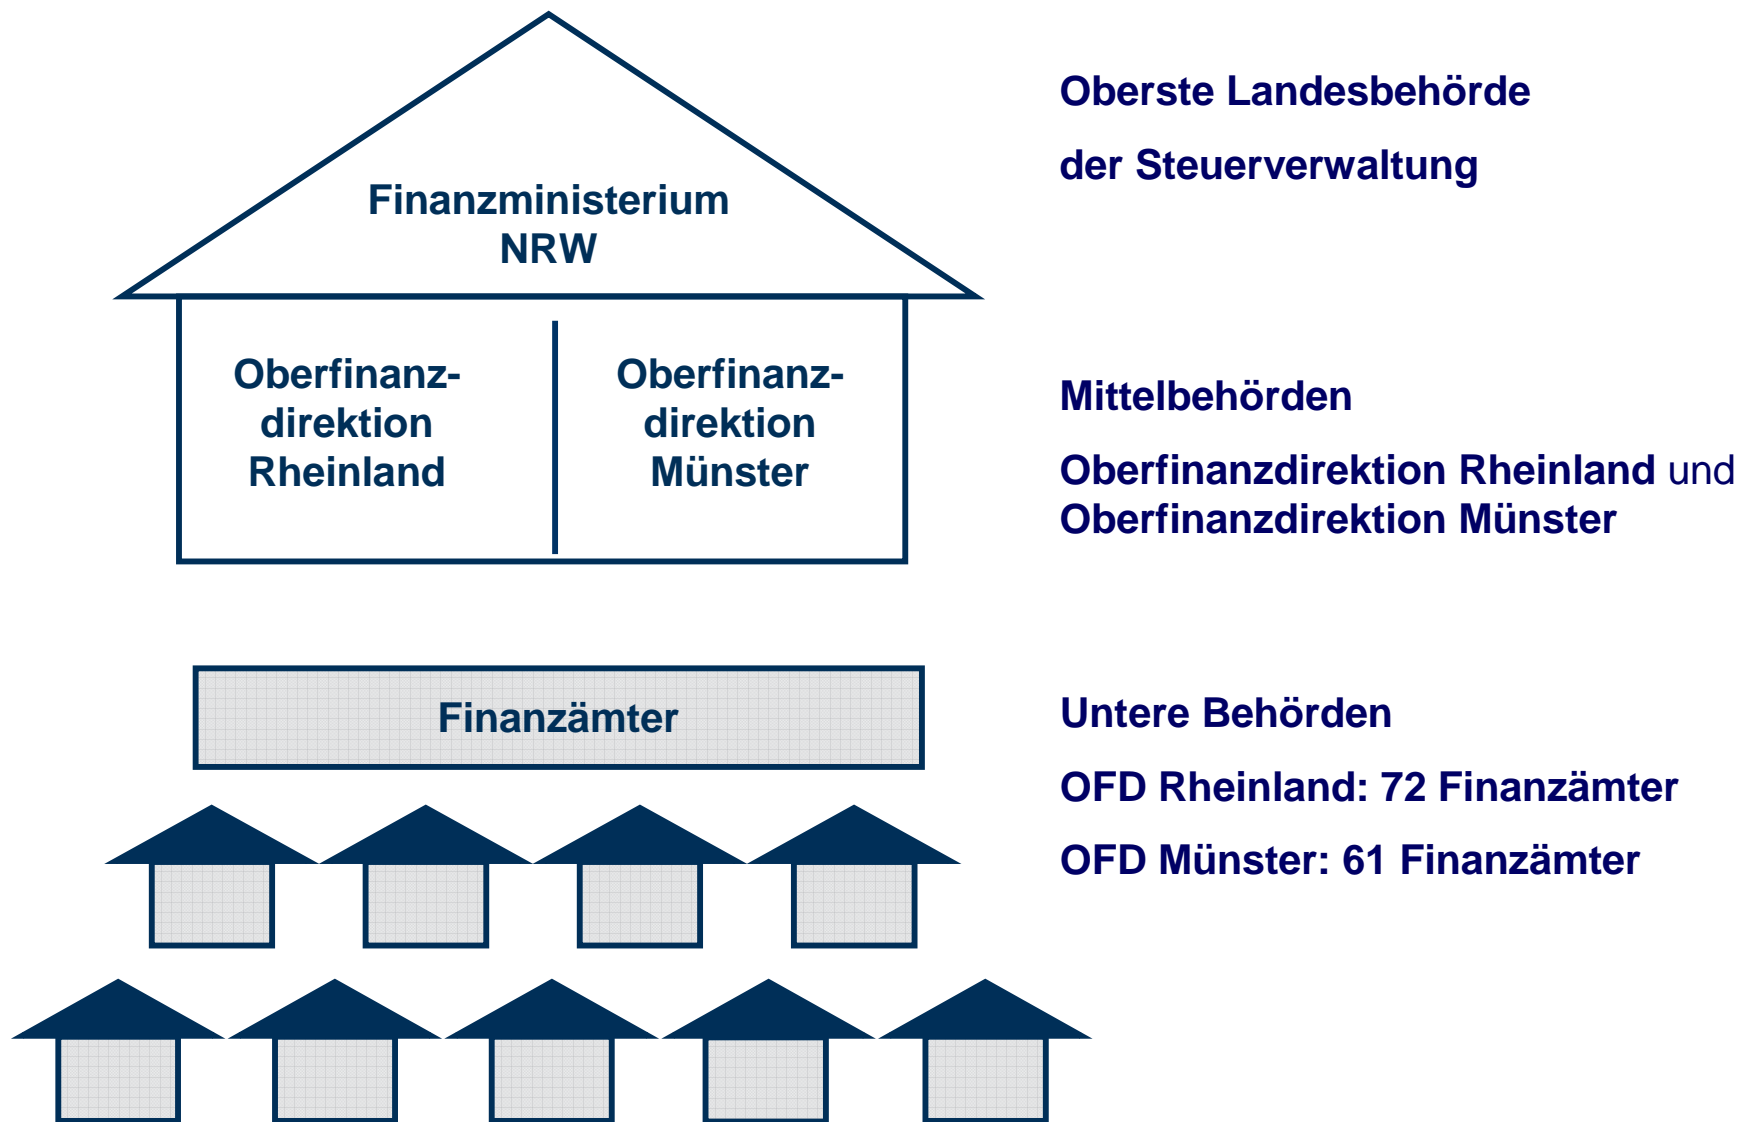 Oberste Landesbehörde
der Steuerverwaltung
Finanzministerium
NRW
Oberfinanz-
direktion
Rheinland
Oberfinanz-
direktion
Münster
Mittelbehörden
Oberfinanzdirektion Rheinland und
Oberfinanzdirektion Münster
Finanzämter
Untere Behörden
OFD Rheinland: 72 Finanzämter
OFD Münster: 61 Finanzämter